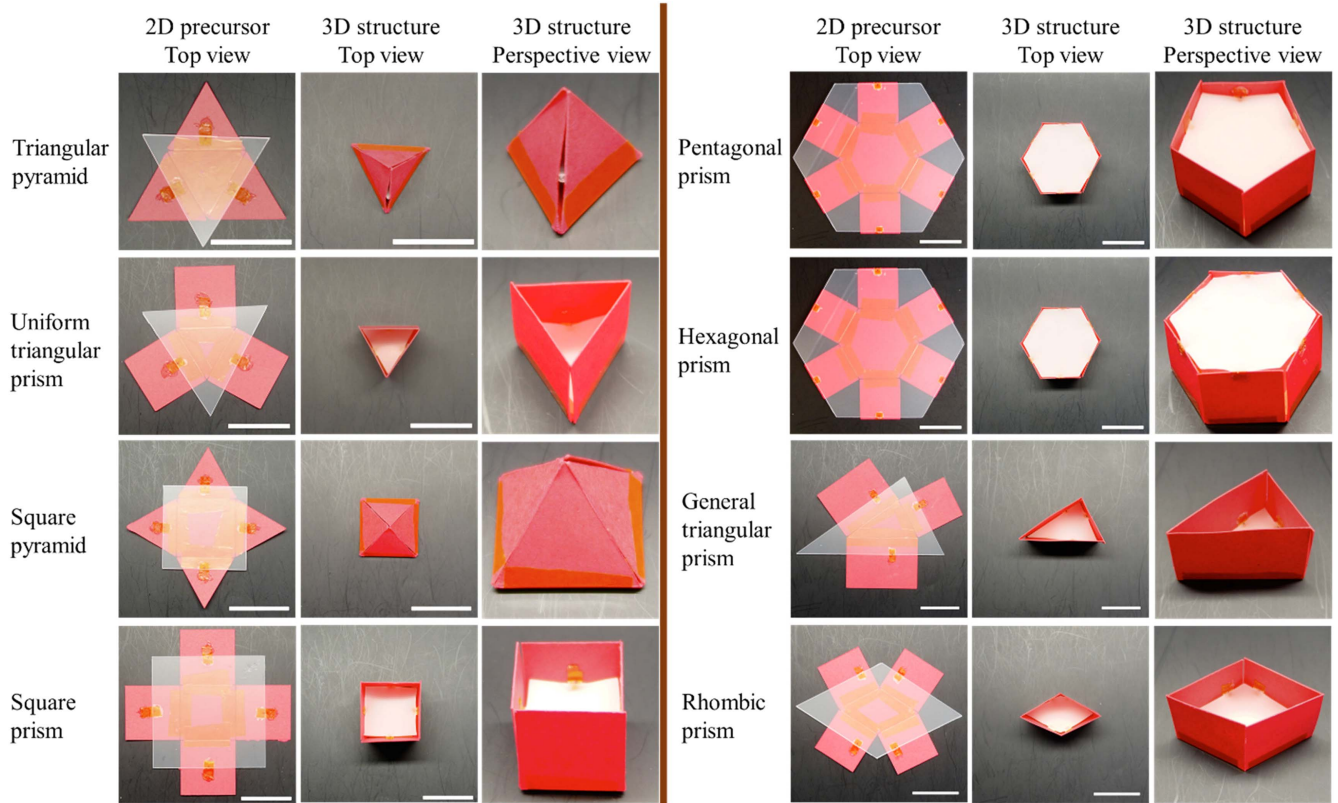 2D precursor
Top view
3D structure
Top view
3D structure
Perspective view
2D precursor
Top view
3D structure
Top view
3D structure
Perspective view
Triangular
pyramid
Uniform
triangular
prism
Square
pyramid
Square
prism
Pentagonal
prism
Hexagonal
prism
General
triangular
prism
Rhombic
prism